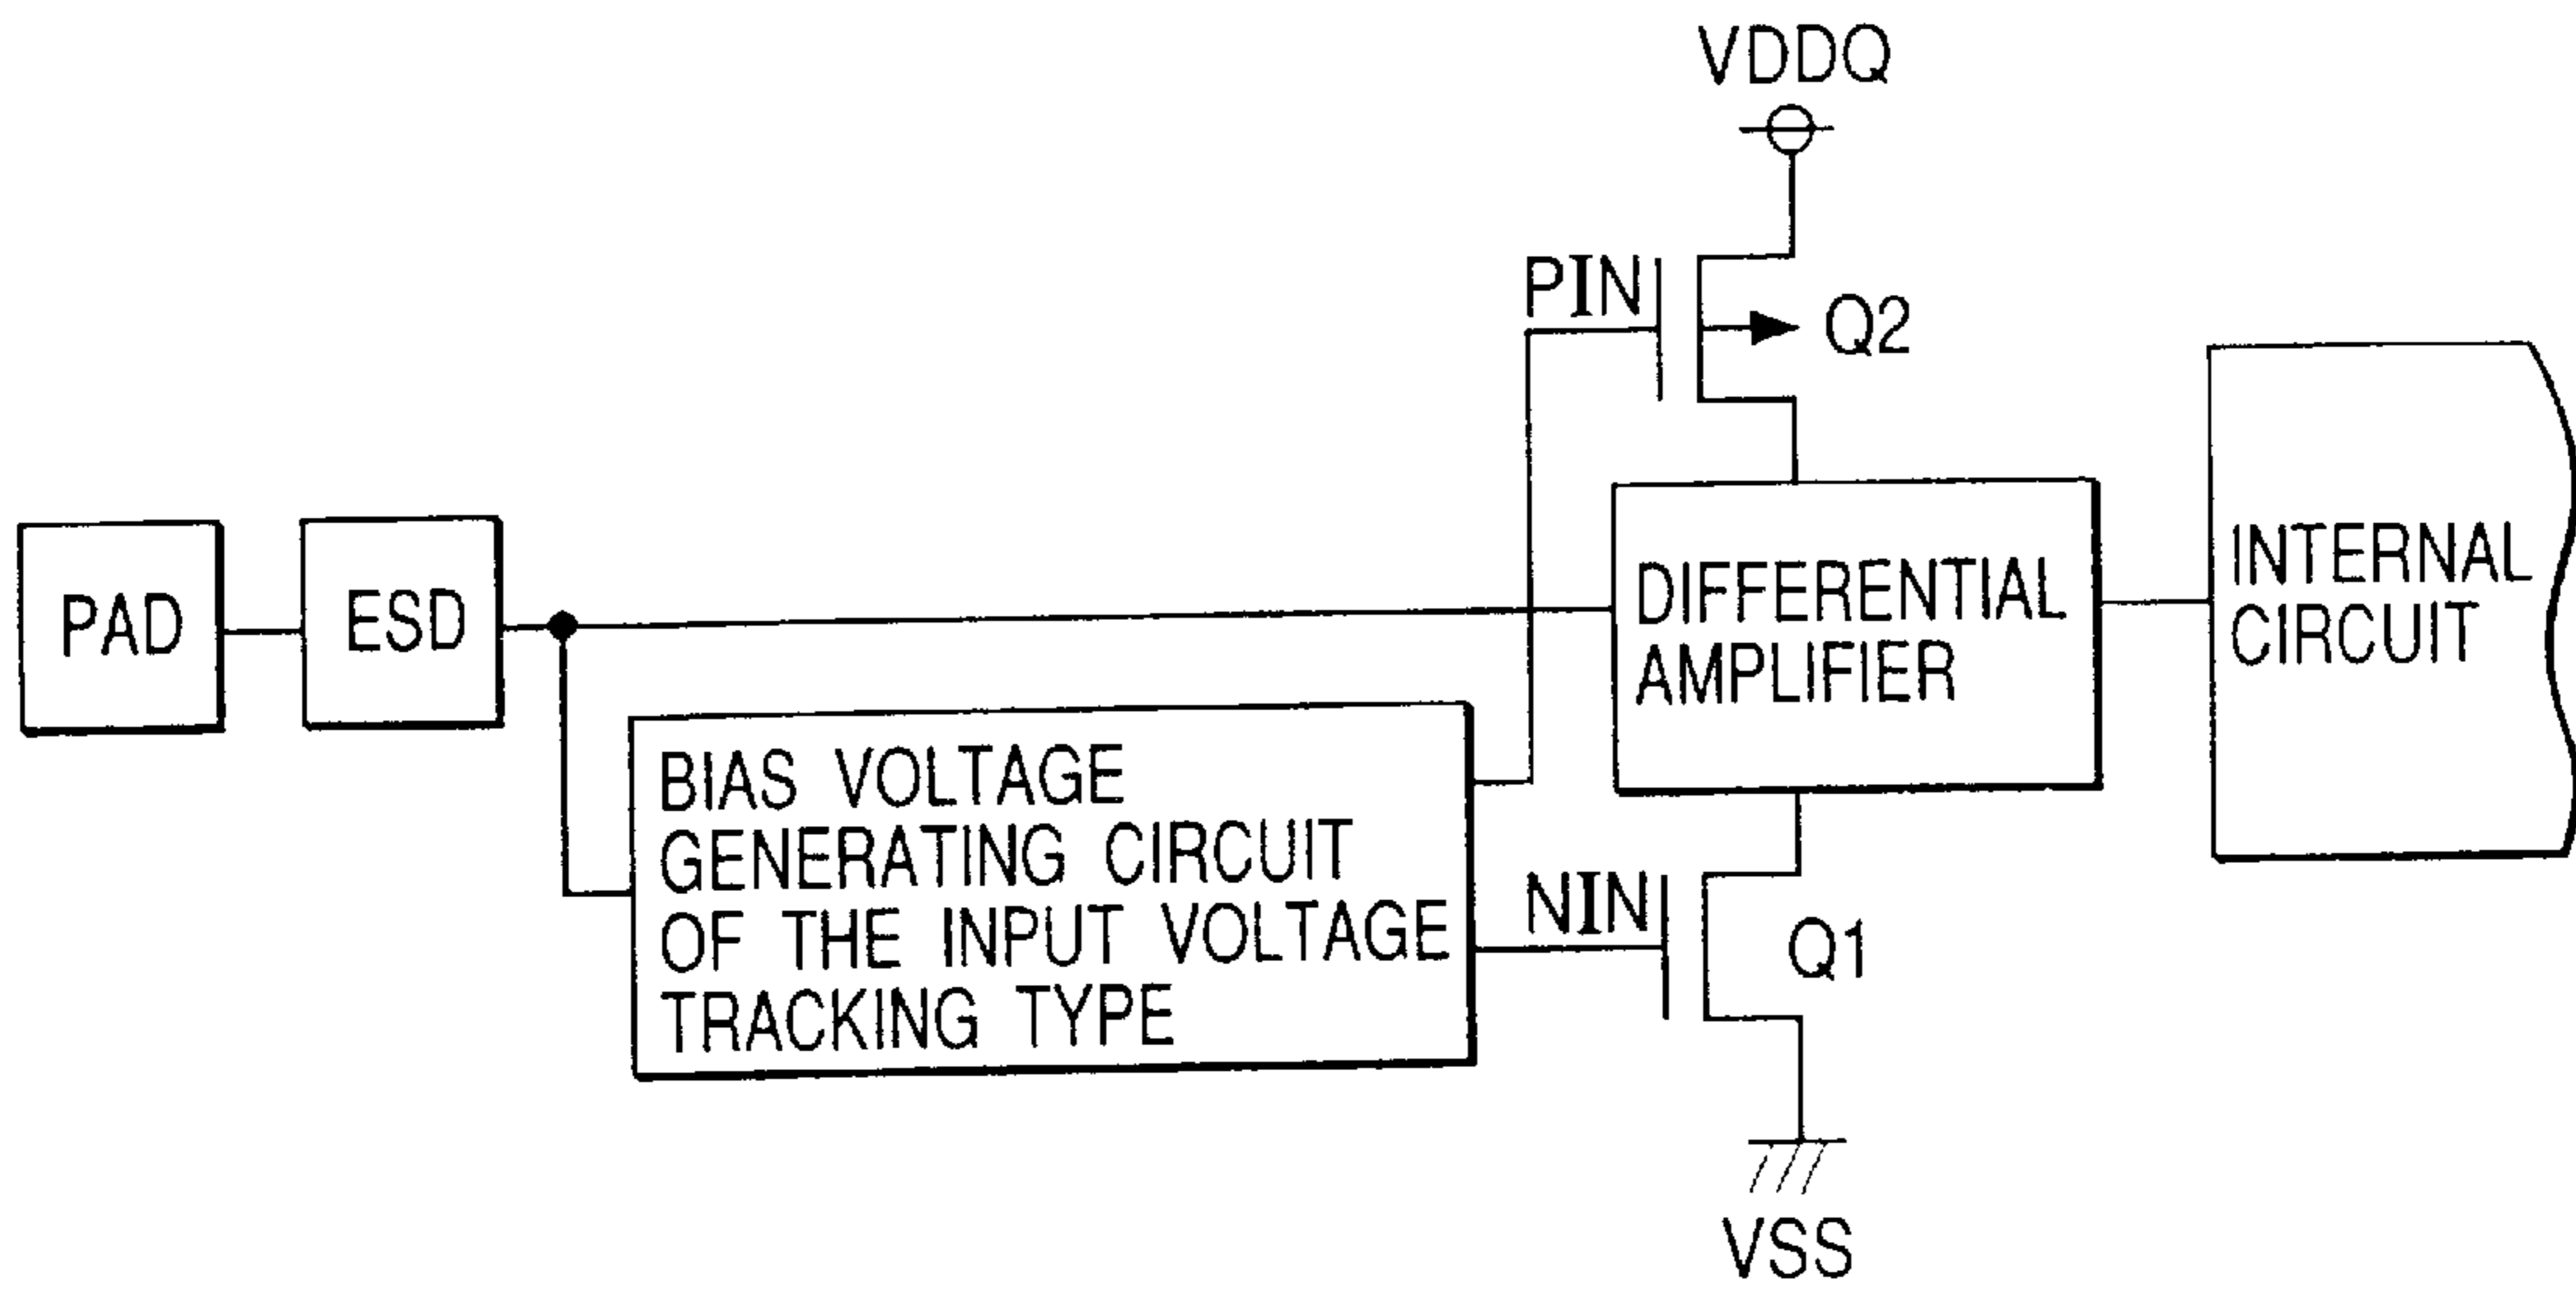 VDDQ
PIN
Q2
PAD
ESD
DIFFERENTIAL
AMPLIFIER
INTERNAL
CIRCUIT
BIAS VOLTAGE
GENERATING CIRCUIT
OF THE INPUT VOLTAGE
TRACKING TYPE
NIN
Q1
VSS